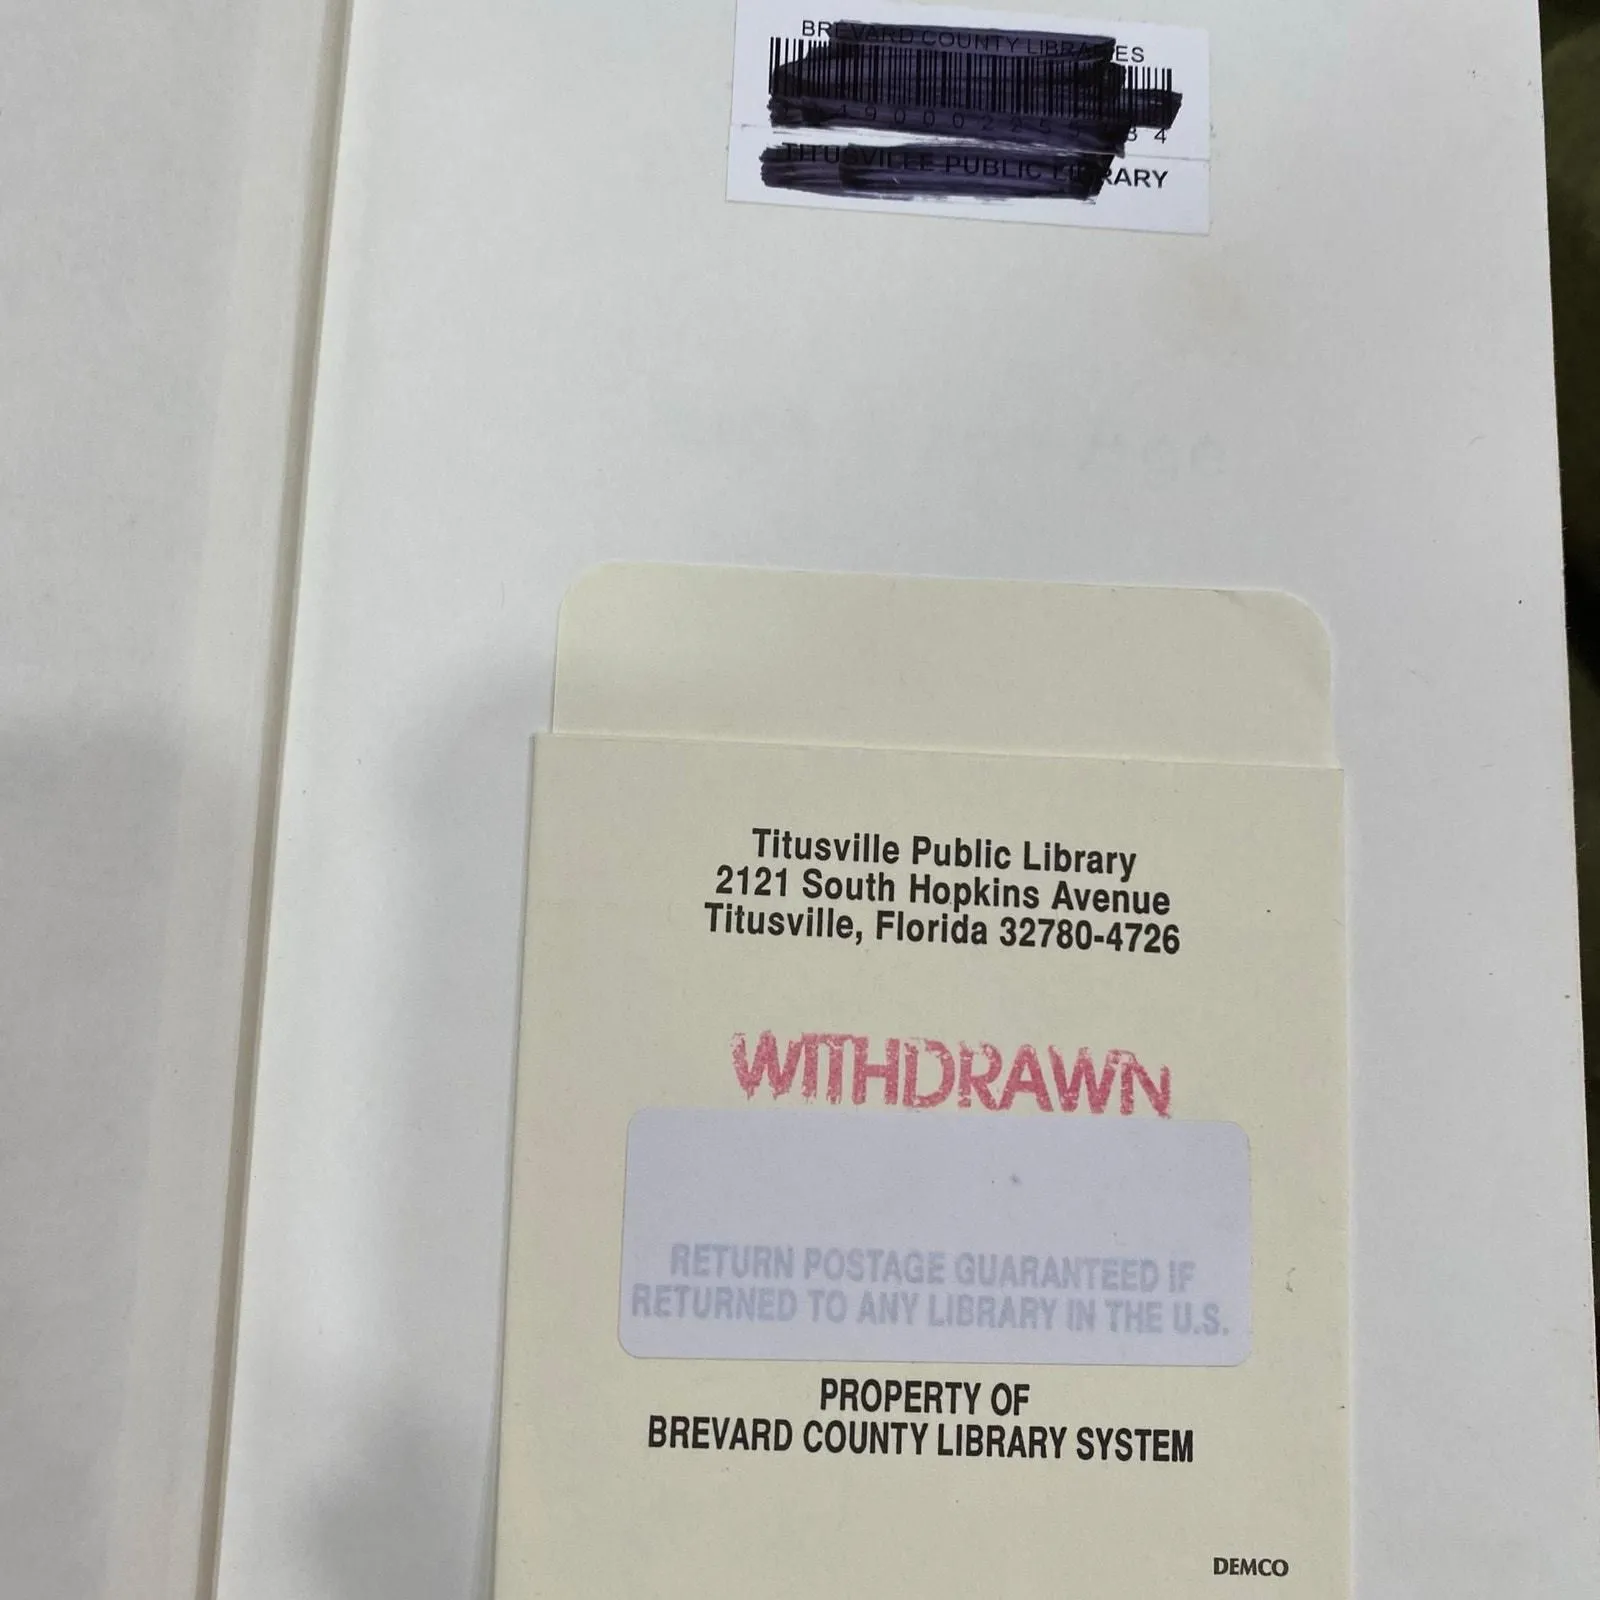 BREVARD COUNTY LIBRARIES
TITUSVILLE PUBLIC LIBRARY
Titusville Public Library
2121 South Hopkins Avenue
Titusville, Florida 32780-4726
WITHDRAWN
RETURN POSTAGE GUARANTEED IF
RETURNED TO ANY LIBRARY IN THE U.S.
PROPERTY OF
BREVARD COUNTY LIBRARY SYSTEM
DEMCO